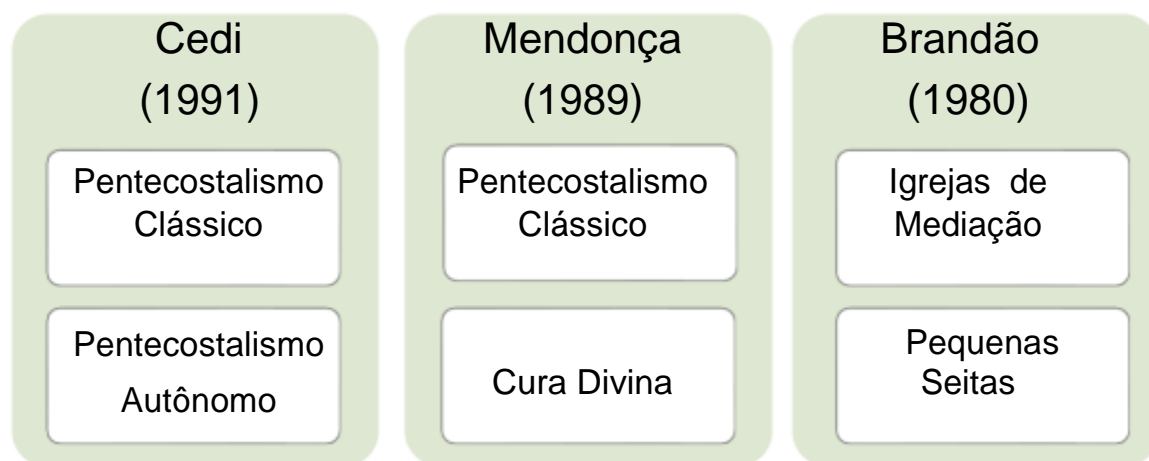 Cedi
(1991)
Pentecostalismo
Clássico
Pentecostalismo
Autônomo
Mendonça
(1989)
Pentecostalismo
Clássico
Cura Divina
Brandão
(1980)
Igrejas de
Mediação
Pequenas
Seitas